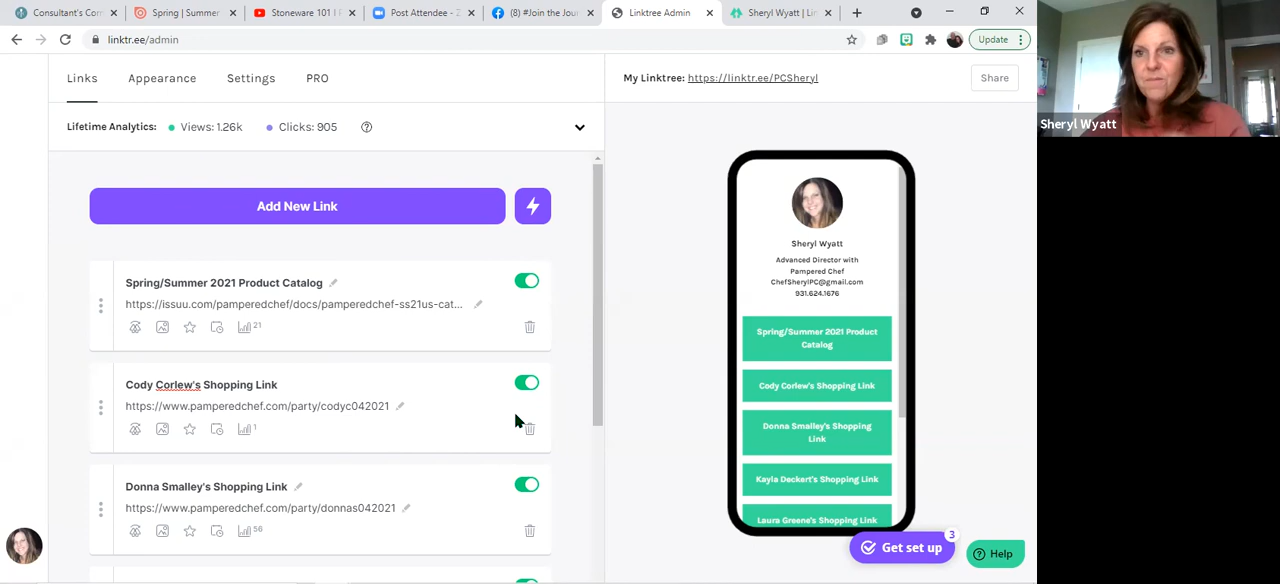 Consultant's Corn
Spring | Summer
Stoneware 101 | P
Post Attendee - Z
(8) #Join the Jour
Linktree Admin
Sheryl Wyatt | Lin
linktr.ee/admin
Update
Links
Appearance
Settings
PRO
My Linktree: https://linktr.ee/PCSheryl
Share
Lifetime Analytics:
Views: 1.26k
Clicks: 905
Add New Link
Spring/Summer 2021 Product Catalog
https://issuu.com/pamperedchef/docs/pamperedchef-ss21us-cat...
21
Cody Corlew's Shopping Link
https://www.pamperedchef.com/party/codyc042021
1
Donna Smalley's Shopping Link
https://www.pamperedchef.com/party/donnas042021
56
Sheryl Wyatt
Advanced Director with
Pampered Chef
ChefSherylPC@gmail.com
931.624.1676
Spring/Summer 2021 Product
Catalog
Cody Corlew's Shopping Link
Donna Smalley's Shopping
Link
Kayla Deckert's Shopping Link
Laura Greene's Shopping Link
Get set up
3
Help
Sheryl Wyatt